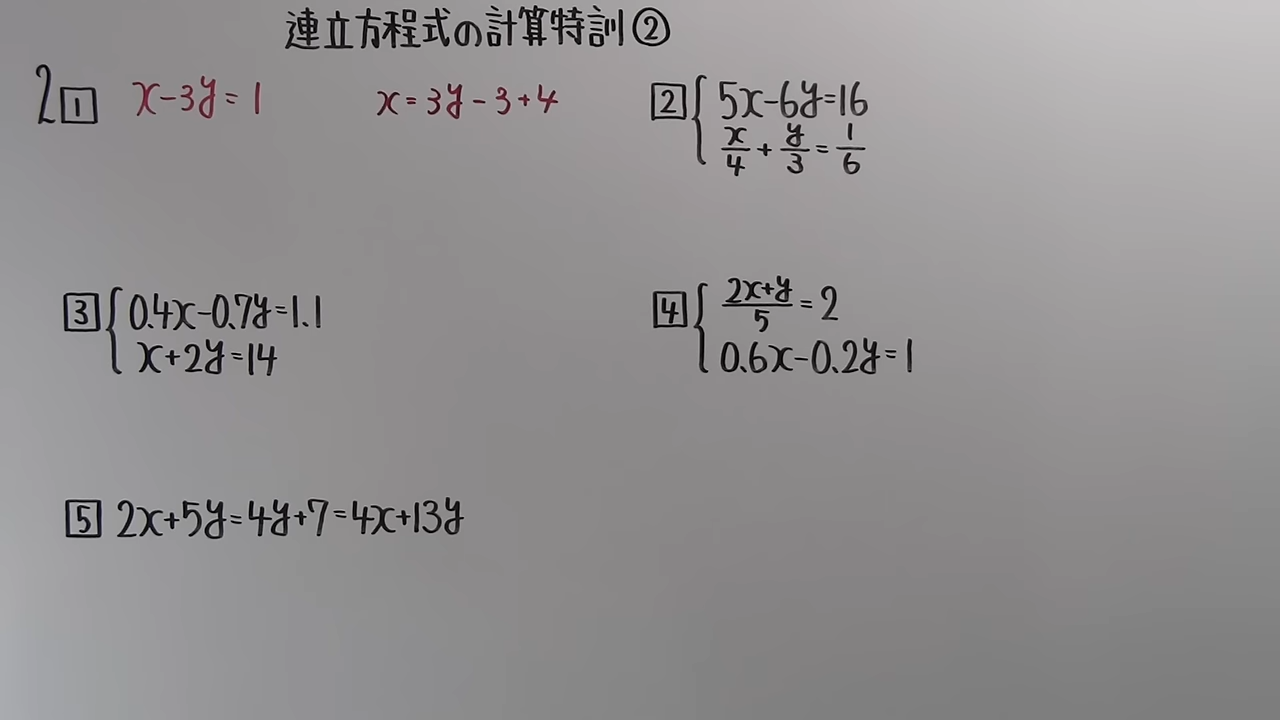 連立方程式の計算特訓②
2 1 x-3y=1 x=3y-3+4
2 { 5x-6y=16
x/4 + y/3 = 1/6
3 { 0.4x-0.7y=1.1
x+2y=14
4 { (2x+y)/5 = 2
0.6x-0.2y=1
5 2x+5y=4y+7=4x+13y